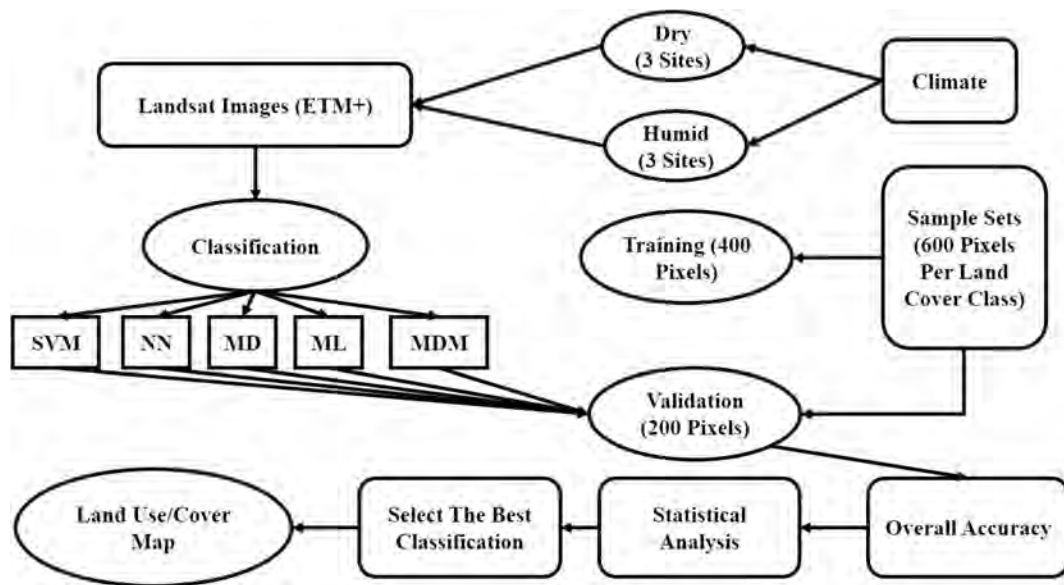 Dry
(3 Sites)
Climate
Landsat Images (ETM+)
Humid
(3 Sites)
Classification
Training (400
Pixels)
Sample Sets
(600 Pixels
Per Land
Cover Class)
SVM
NN
MD
ML
MDM
Validation
(200 Pixels)
Land Use/Cover
Map
Select The Best
Classification
Statistical
Analysis
Overall Accuracy